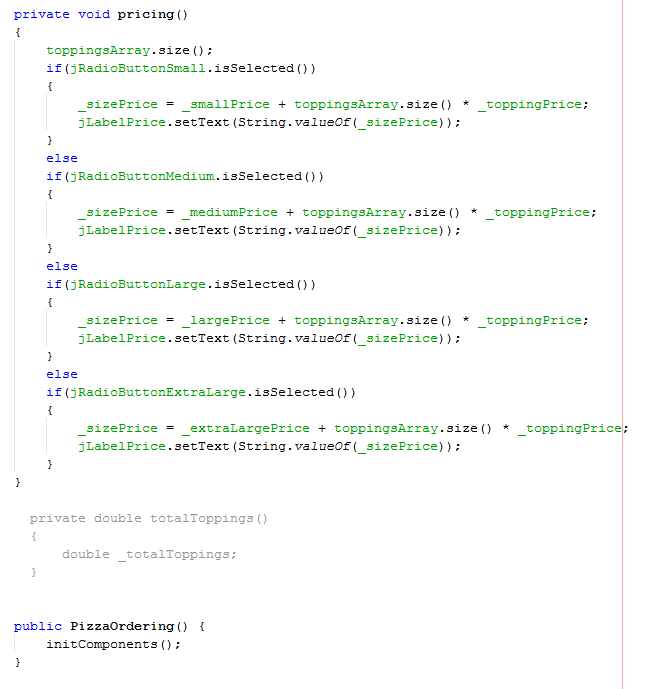 private void pricing()
{
    toppingsArray.size();
    if(jRadioButtonSmall.isSelected())
    {
        _sizePrice = _smallPrice + toppingsArray.size() * _toppingPrice;
        jLabelPrice.setText(String.valueOf(_sizePrice));
    }
    else
    if(jRadioButtonMedium.isSelected())
    {
        _sizePrice = _mediumPrice + toppingsArray.size() * _toppingPrice;
        jLabelPrice.setText(String.valueOf(_sizePrice));
    }
    else
    if(jRadioButtonLarge.isSelected())
    {
        _sizePrice = _largePrice + toppingsArray.size() * _toppingPrice;
        jLabelPrice.setText(String.valueOf(_sizePrice));
    }
    else
    if(jRadioButtonExtraLarge.isSelected())
    {
        _sizePrice = _extraLargePrice + toppingsArray.size() * _toppingPrice;
        jLabelPrice.setText(String.valueOf(_sizePrice));
    }
}
  private double totalToppings()
  {
      double _totalToppings;
  }
public PizzaOrdering() {
    initComponents();
}